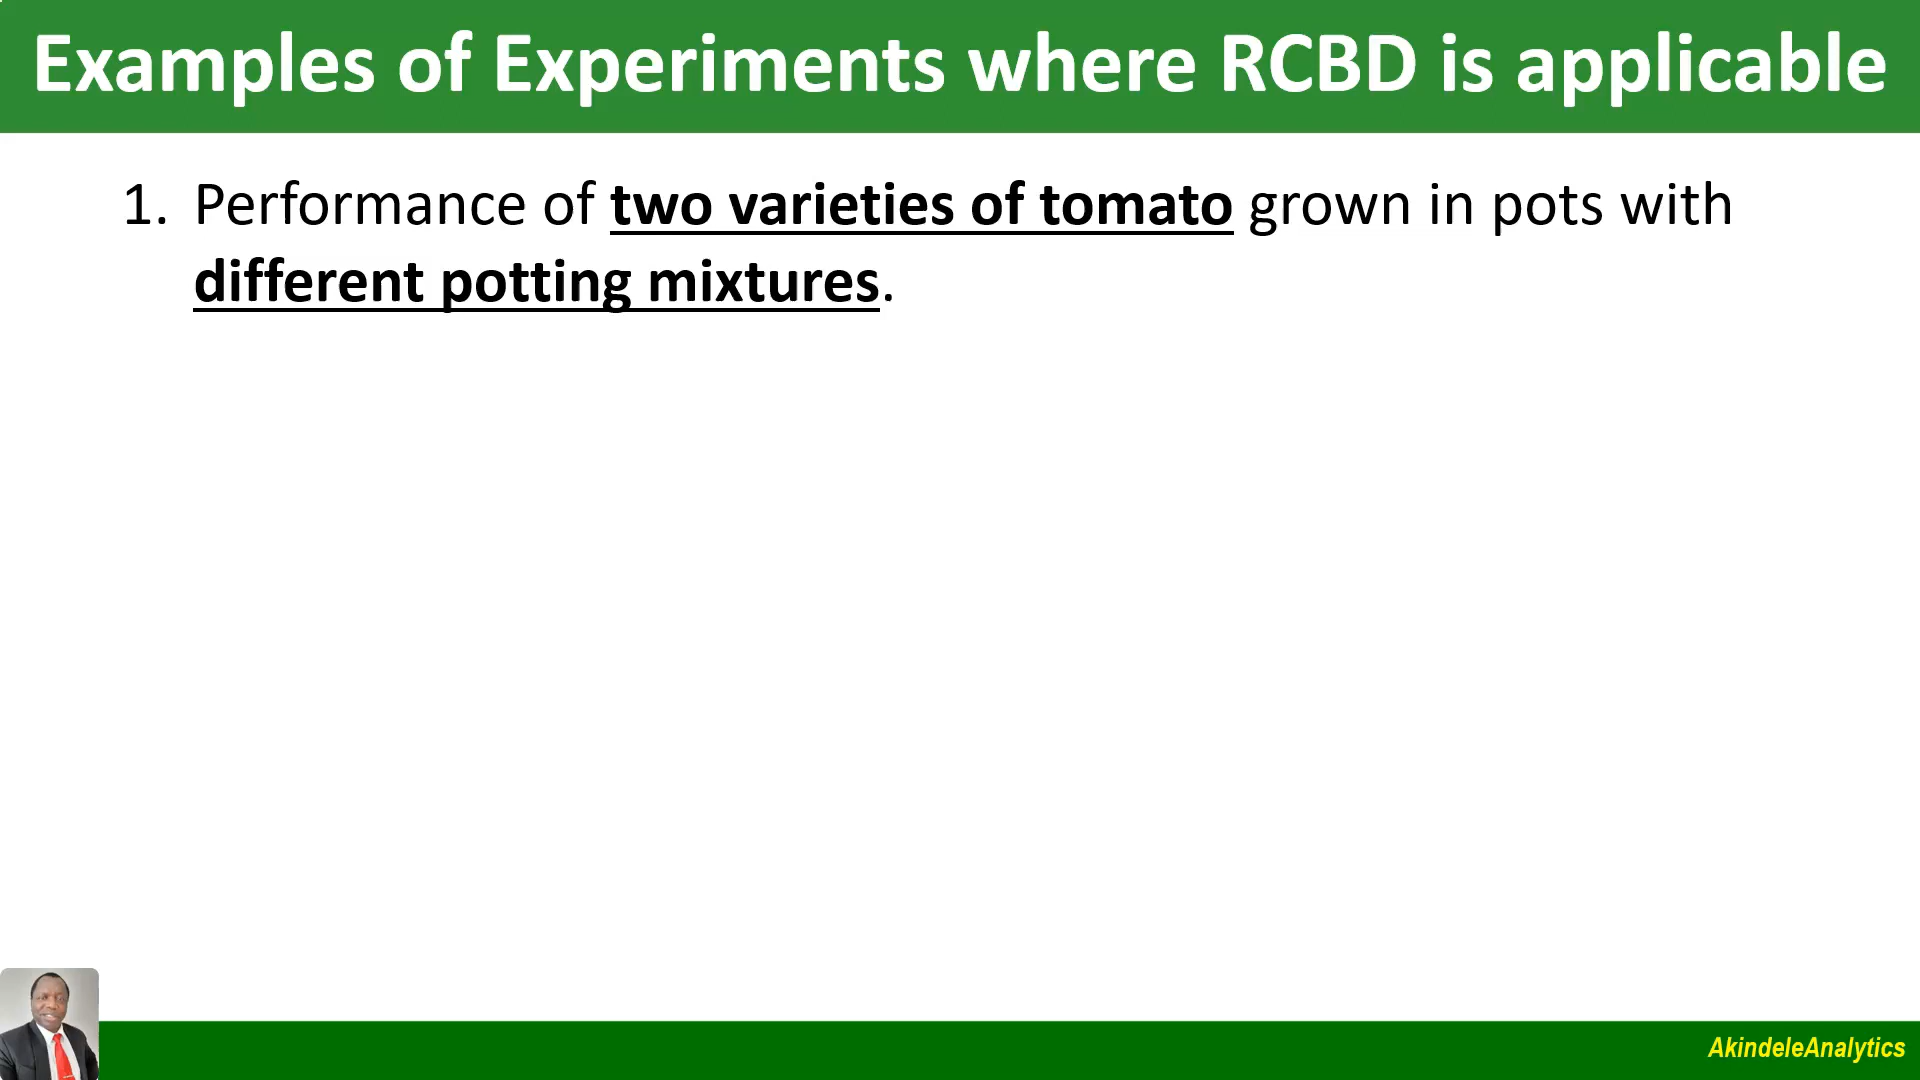 Examples of Experiments where RCBD is applicable
1. Performance of two varieties of tomato grown in pots with
different potting mixtures.
AkindeleAnalytics